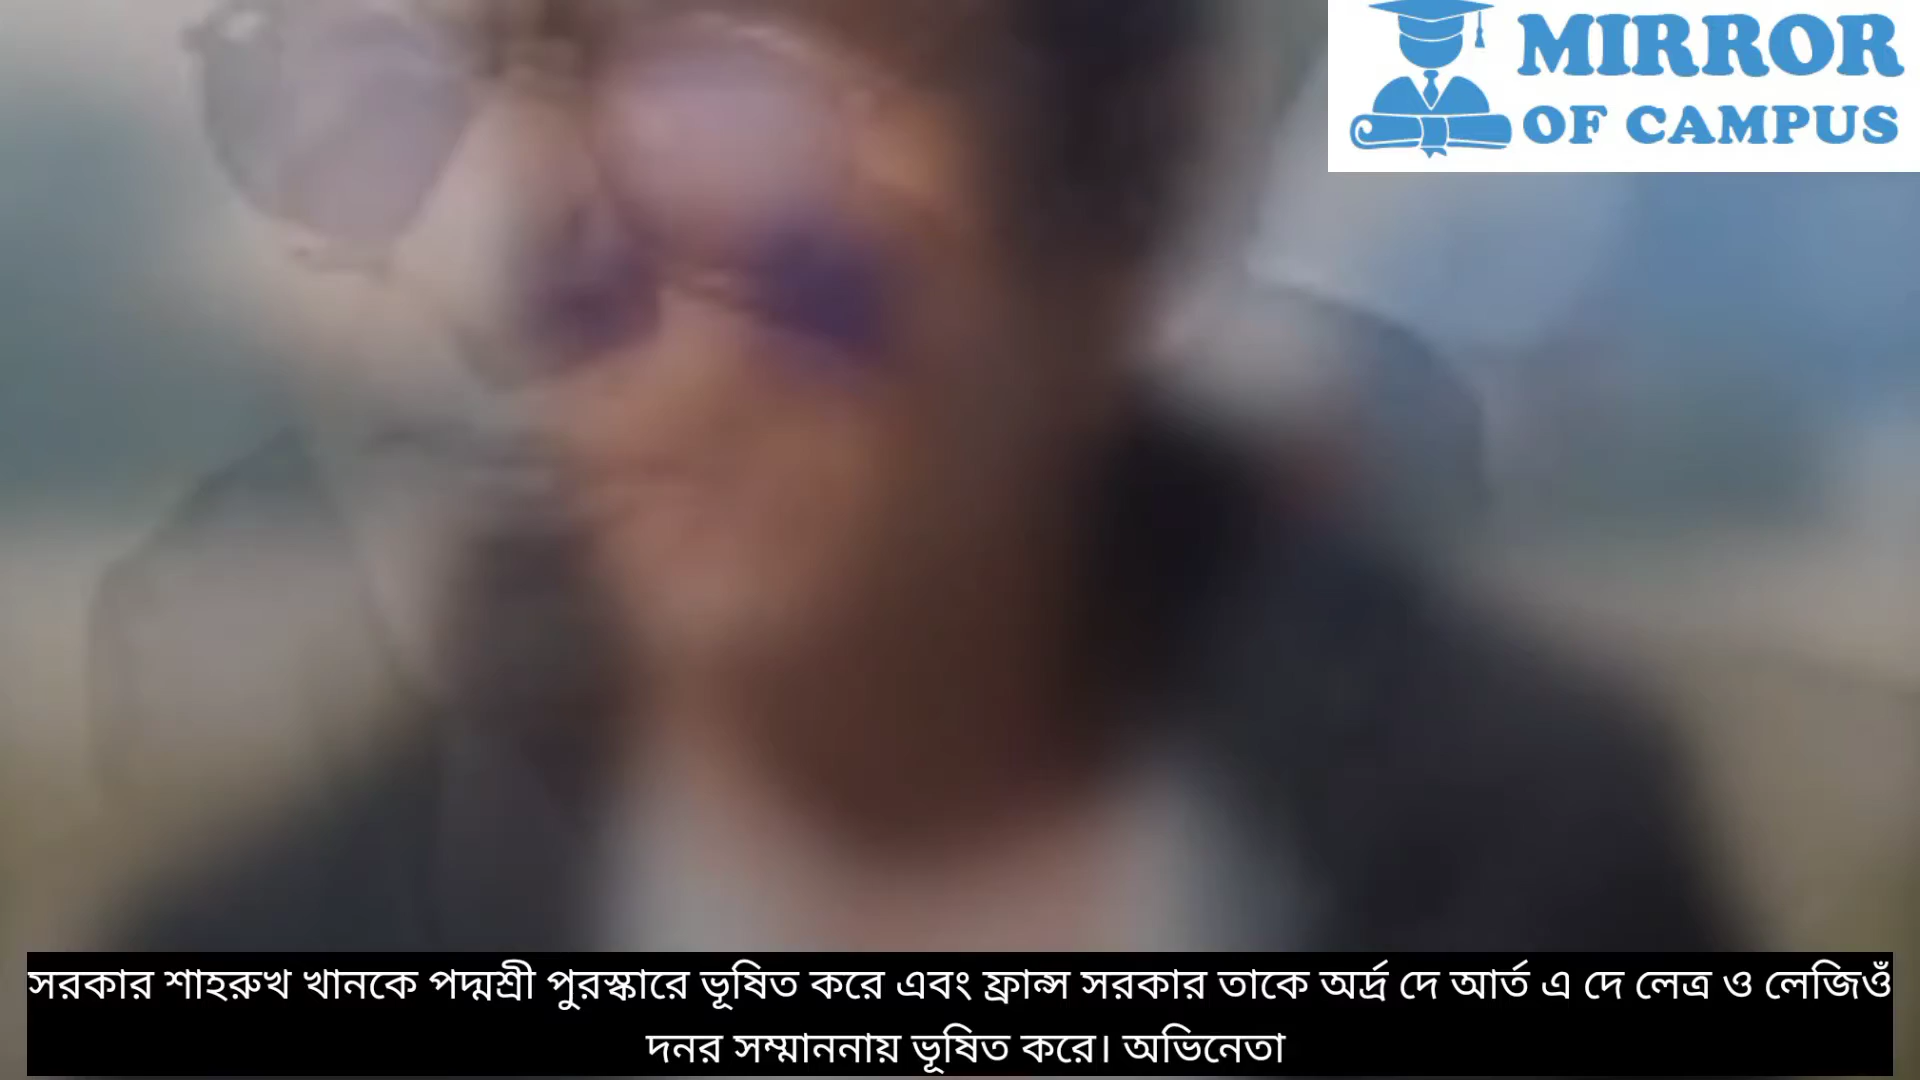 MIRROR
OF CAMPUS
সরকার শাহরুখ খানকে পদ্মশ্রী পুরস্কারে ভূষিত করে এবং ফ্রান্স সরকার তাকে অর্দ্র দে আর্ত এ দে লেত্র ও লেজিওঁ
দনর সম্মাননায় ভূষিত করে। অভিনেতা